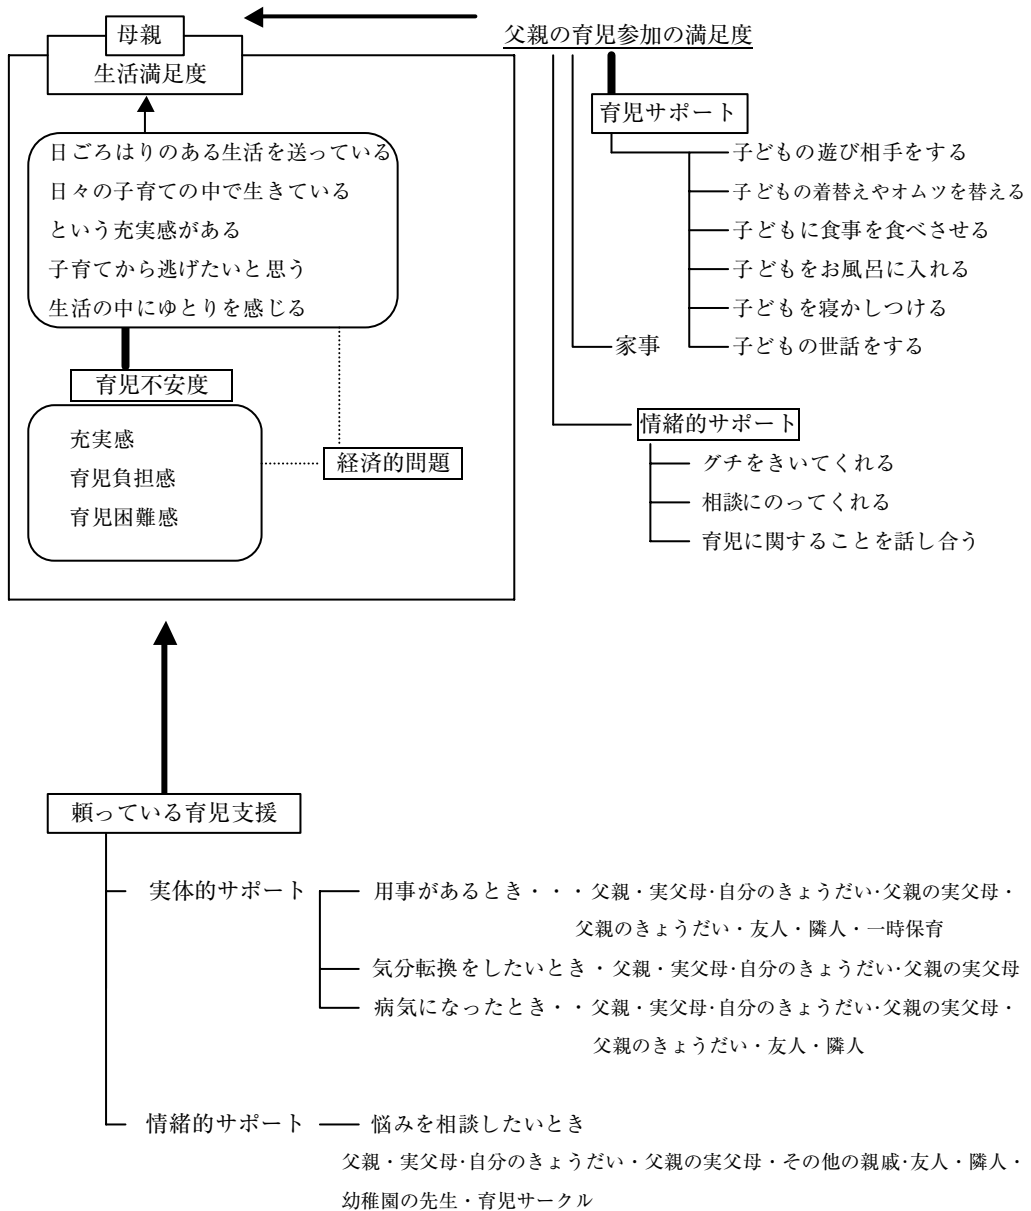 母親
生活満足度
日ごろはりのある生活を送っている
日々の子育ての中で生きている
という充実感がある
子育てから逃げたいと思う
生活の中にゆとりを感じる
育児不安度
充実感
育児負担感
育児困難感
経済的問題
父親の育児参加の満足度
育児サポート
子どもの遊び相手をする
子どもの着替えやオムツを替える
子どもに食事を食べさせる
子どもをお風呂に入れる
子どもを寝かしつける
子どもの世話をする
家事
情緒的サポート
グチをきいてくれる
相談にのってくれる
育児に関することを話し合う
頼っている育児支援
実体的サポート
用事があるとき・・・父親・実父母・自分のきょうだい・父親の実父母・
父親のきょうだい・友人・隣人・一時保育
気分転換をしたいとき・父親・実父母・自分のきょうだい・父親の実父母
病気になったとき・・父親・実父母・自分のきょうだい・父親の実父母・
父親のきょうだい・友人・隣人
情緒的サポート
悩みを相談したいとき
父親・実父母・自分のきょうだい・父親の実父母・その他の親戚・友人・隣人・
幼稚園の先生・育児サークル